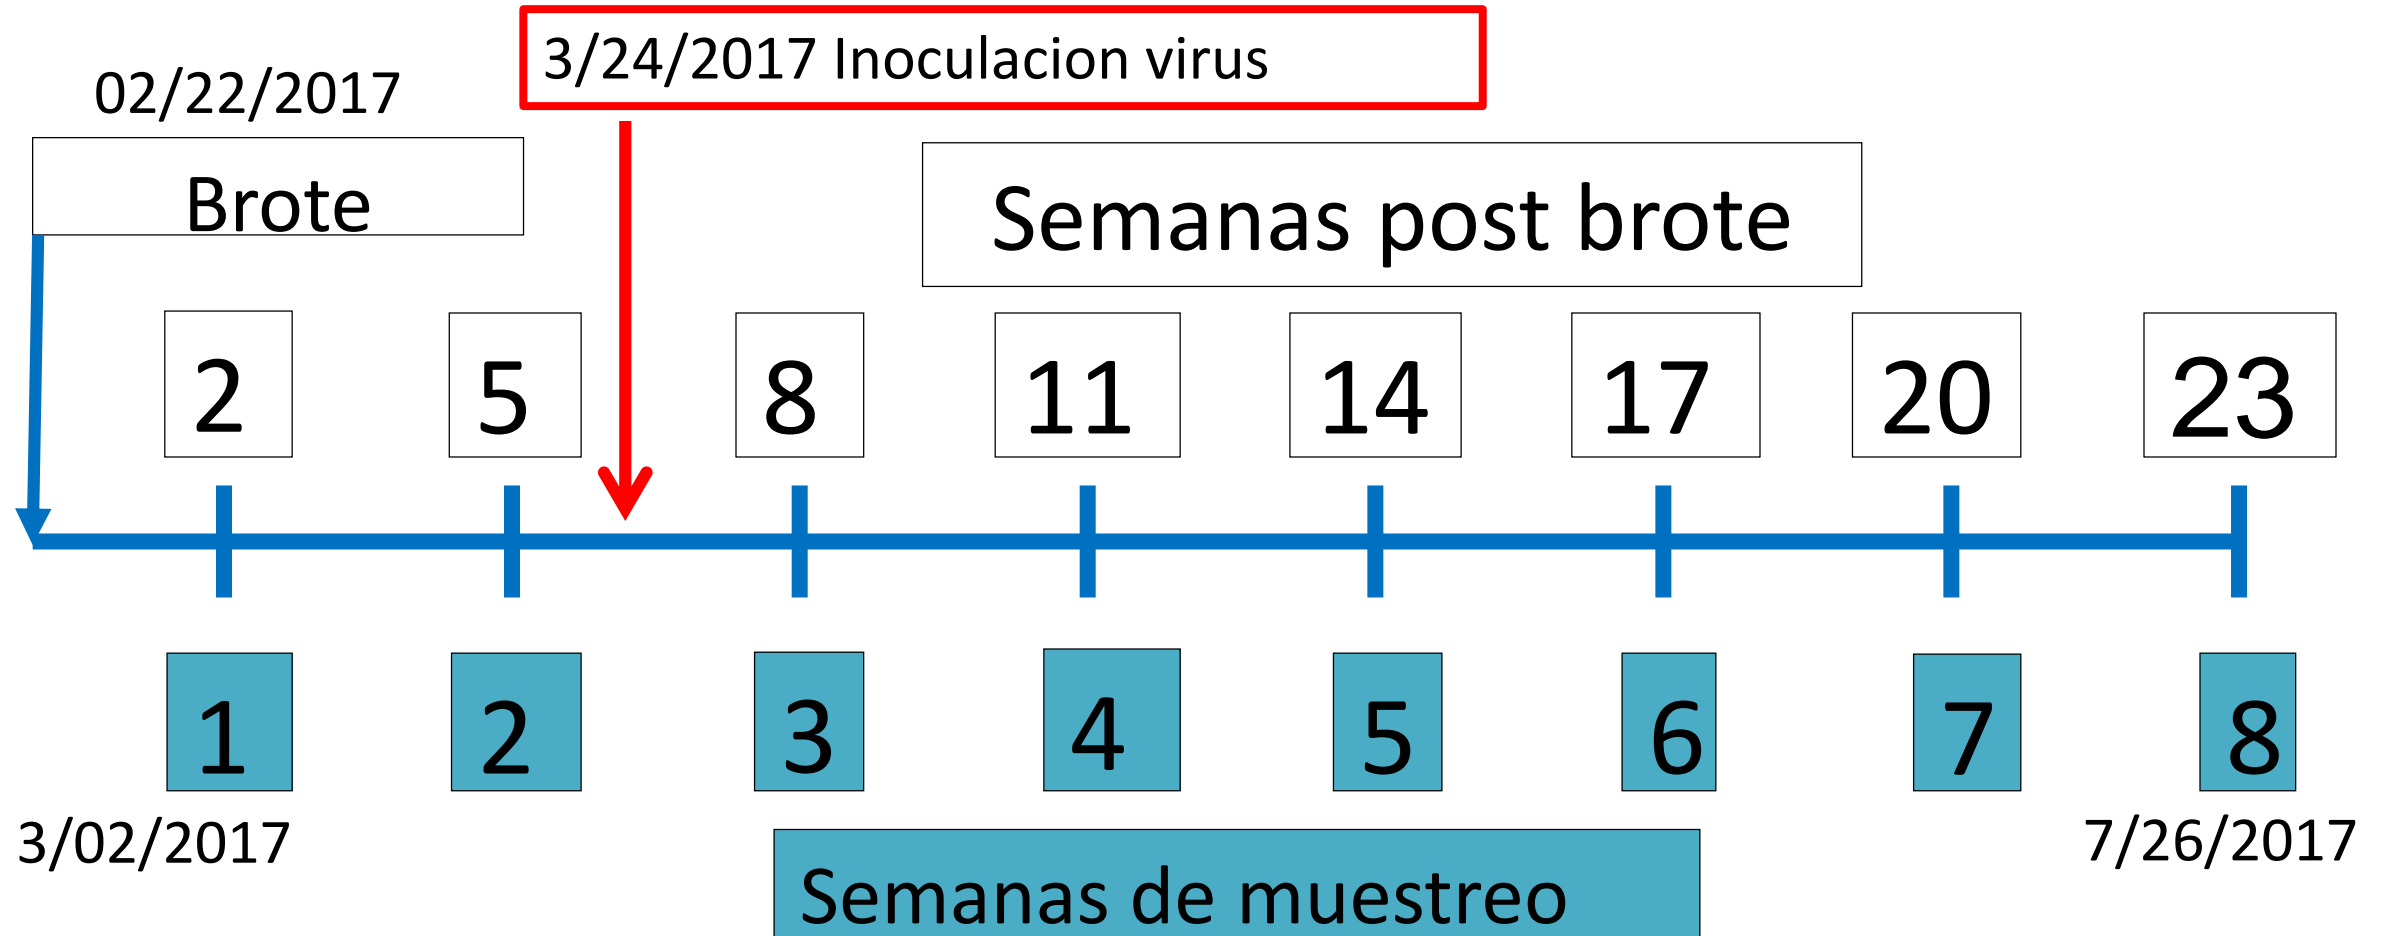 3/24/2017 Inoculacion virus
02/22/2017
Brote
Semanas post brote
2 5 8 11 14 17 20 23
1 2 3 4 5 6 7 8
3/02/2017 7/26/2017
Semanas de muestreo